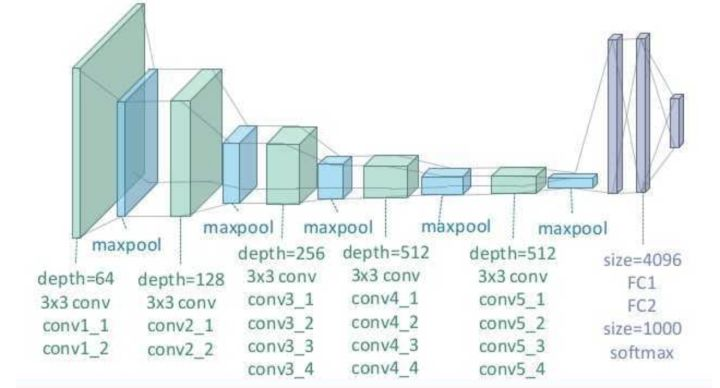 maxpool
maxpool
maxpool
maxpool
maxpool
depth=64
3x3 conv
conv1_1
conv1_2
depth=128
3x3 conv
conv2_1
conv2_2
depth=256
3x3 conv
conv3_1
conv3_2
conv3_3
conv3_4
depth=512
3x3 conv
conv4_1
conv4_2
conv4_3
conv4_4
depth=512
3x3 conv
conv5_1
conv5_2
conv5_3
conv5_4
size=4096
FC1
FC2
size=1000
softmax